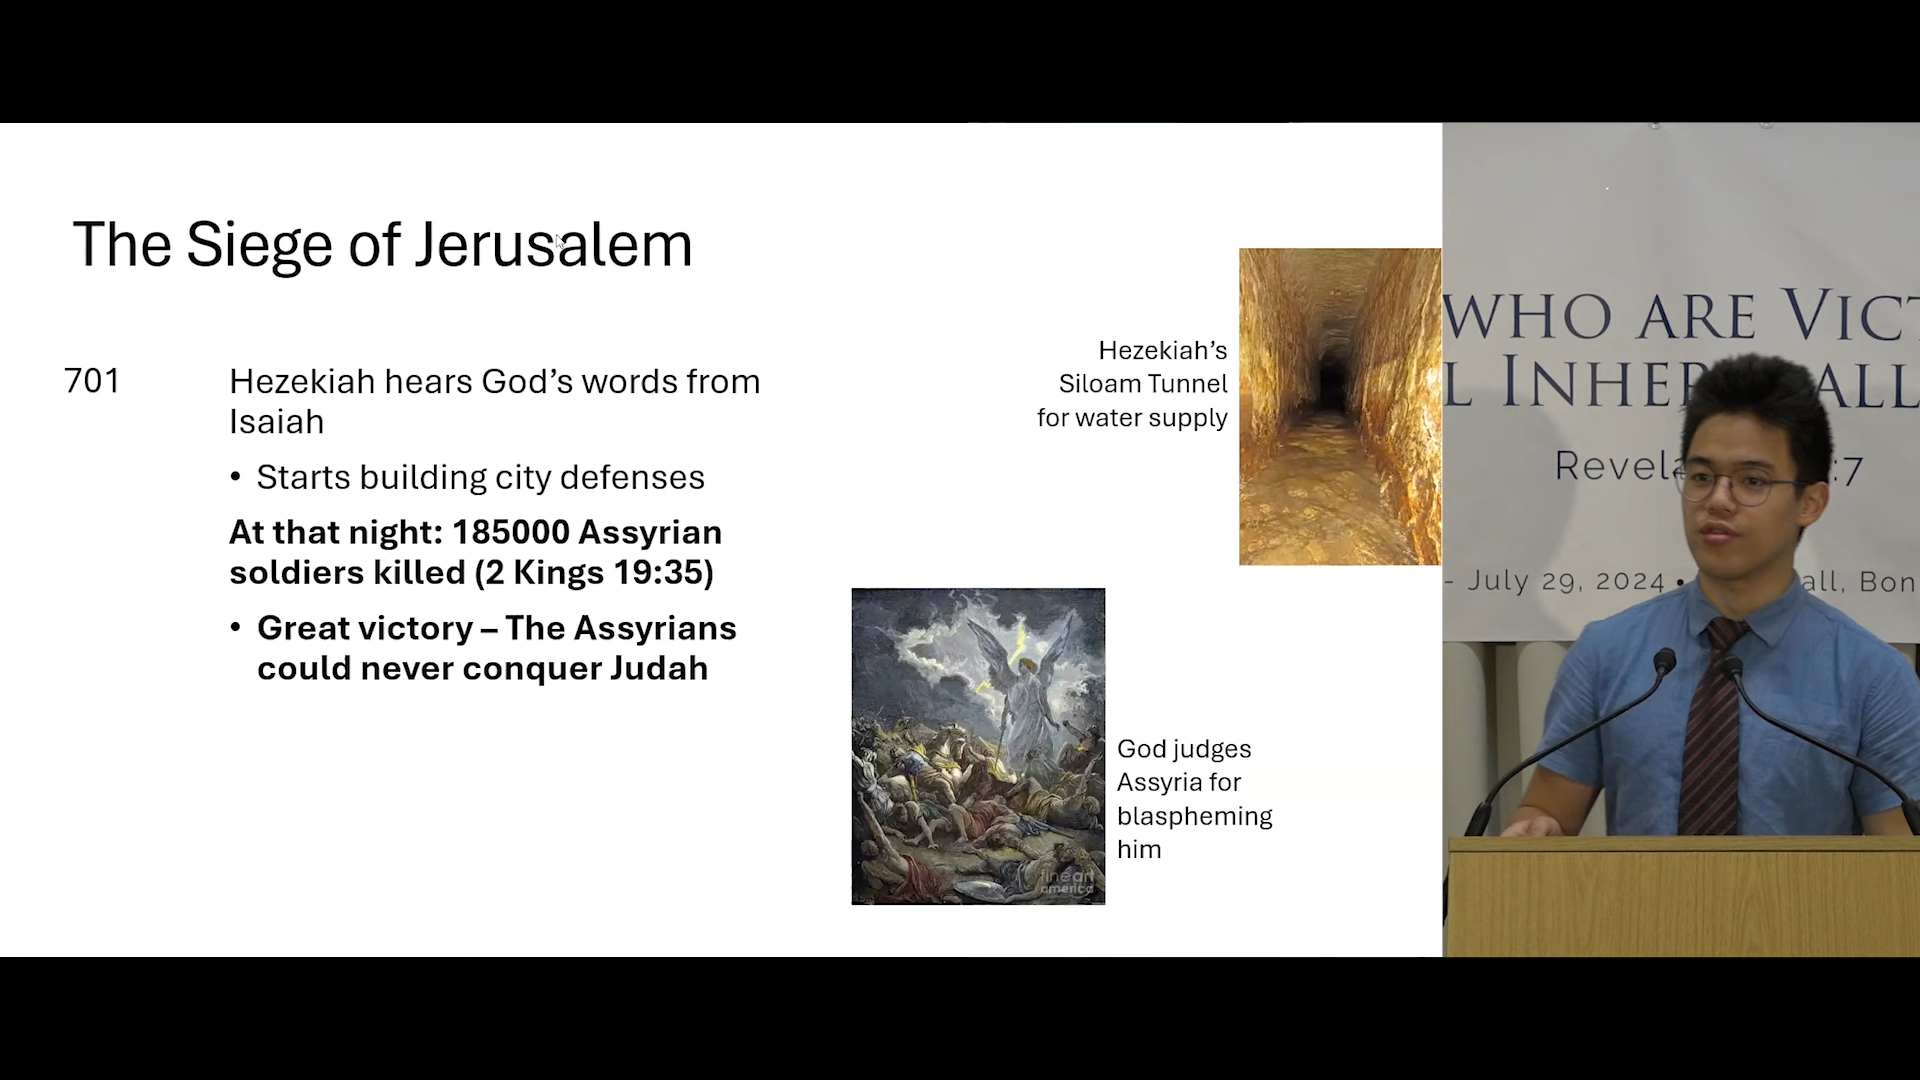 The Siege of Jerusalem
701
Hezekiah hears God's words from
Isaiah
• Starts building city defenses
At that night: 185000 Assyrian
soldiers killed (2 Kings 19:35)
• Great victory – The Assyrians
could never conquer Judah
Hezekiah's
Siloam Tunnel
for water supply
God judges
Assyria for
blaspheming
him
fineart
america
WHO ARE VICT
L INHER ALL
Revela :7
- July 29, 2024 • all, Bon